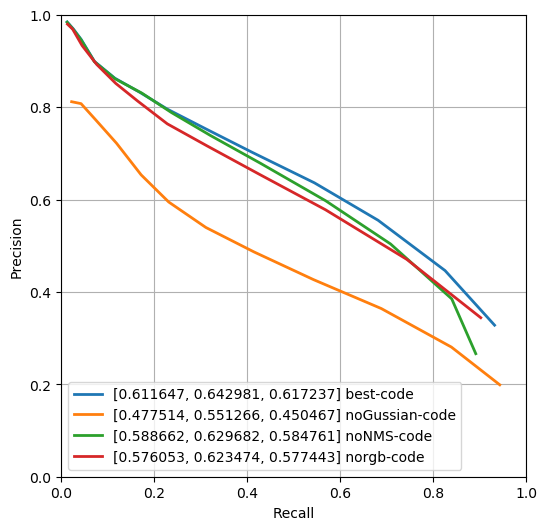 1.0
0.8
0.6
0.4
0.2
0.0
Precision
[0.611647, 0.642981, 0.617237] best-code
[0.477514, 0.551266, 0.450467] noGussian-code
[0.588662, 0.629682, 0.584761] noNMS-code
[0.576053, 0.623474, 0.577443] norgb-code
0.0 0.2 0.4 0.6 0.8 1.0
Recall